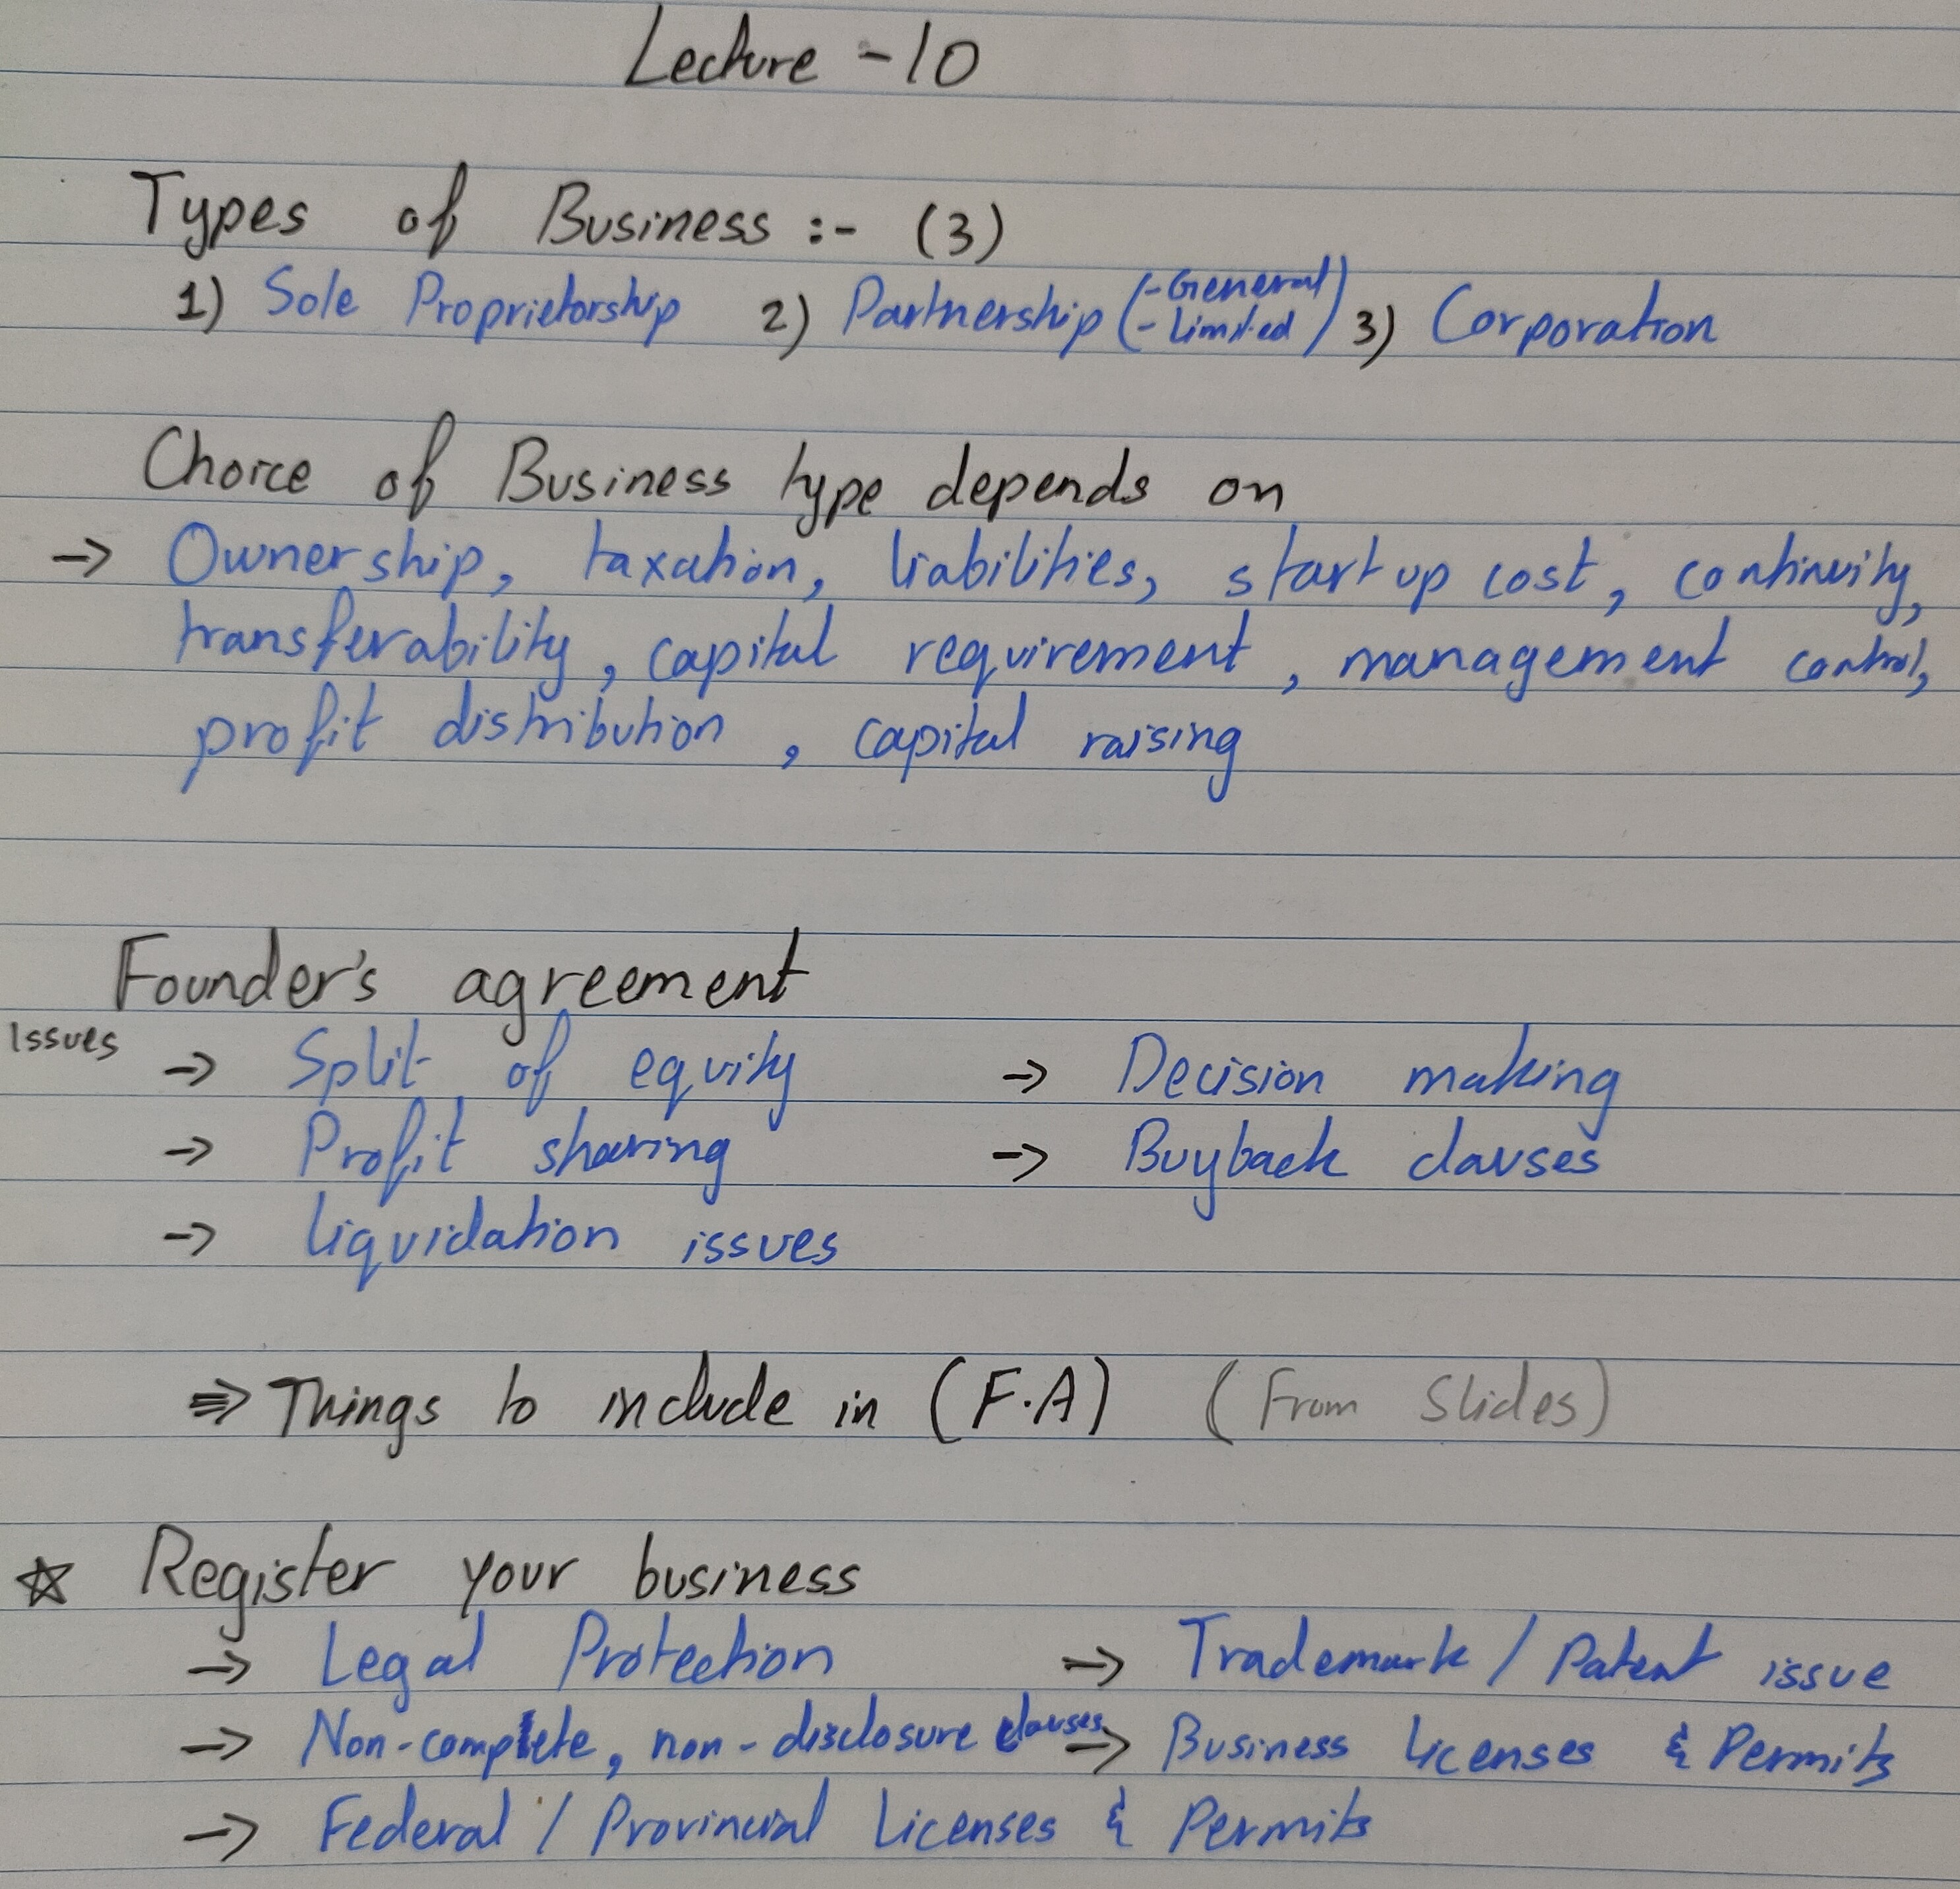 Lecture - 10
Types of Business :- (3)
1) Sole Proprietorship 2) Partnership (-General -Limited) 3) Corporation
Choice of Business type depends on
→ Ownership, taxation, liabilities, start up cost, continuity,
transferability, capital requirement, management control,
profit distribution, capital raising
Founder's agreement
Issues → Split of equity → Decision making
→ Profit sharing → Buyback clauses
→ Liquidation issues
⇒ Things to include in (F.A) (From Slides)
☆ Register your business
→ Legal Protection → Trademark / Patent issue
→ Non-complete, non-disclosure clauses → Business Licenses & Permits
→ Federal / Provincial Licenses & Permits